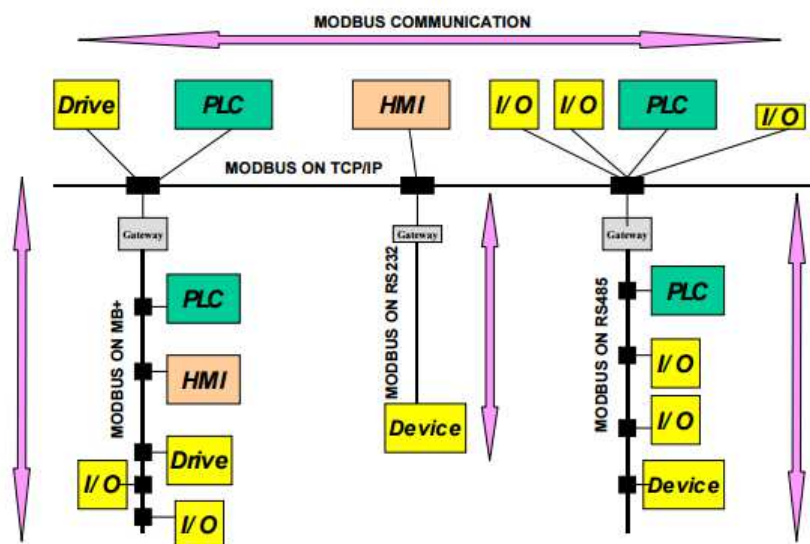 MODBUS COMMUNICATION
Drive
PLC
HMI
I/O
I/O
PLC
I/O
MODBUS ON TCP/IP
Gateway
Gateway
Gateway
MODBUS ON MB+
PLC
HMI
Drive
I/O
I/O
MODBUS ON RS232
Device
MODBUS ON RS485
PLC
I/O
I/O
Device